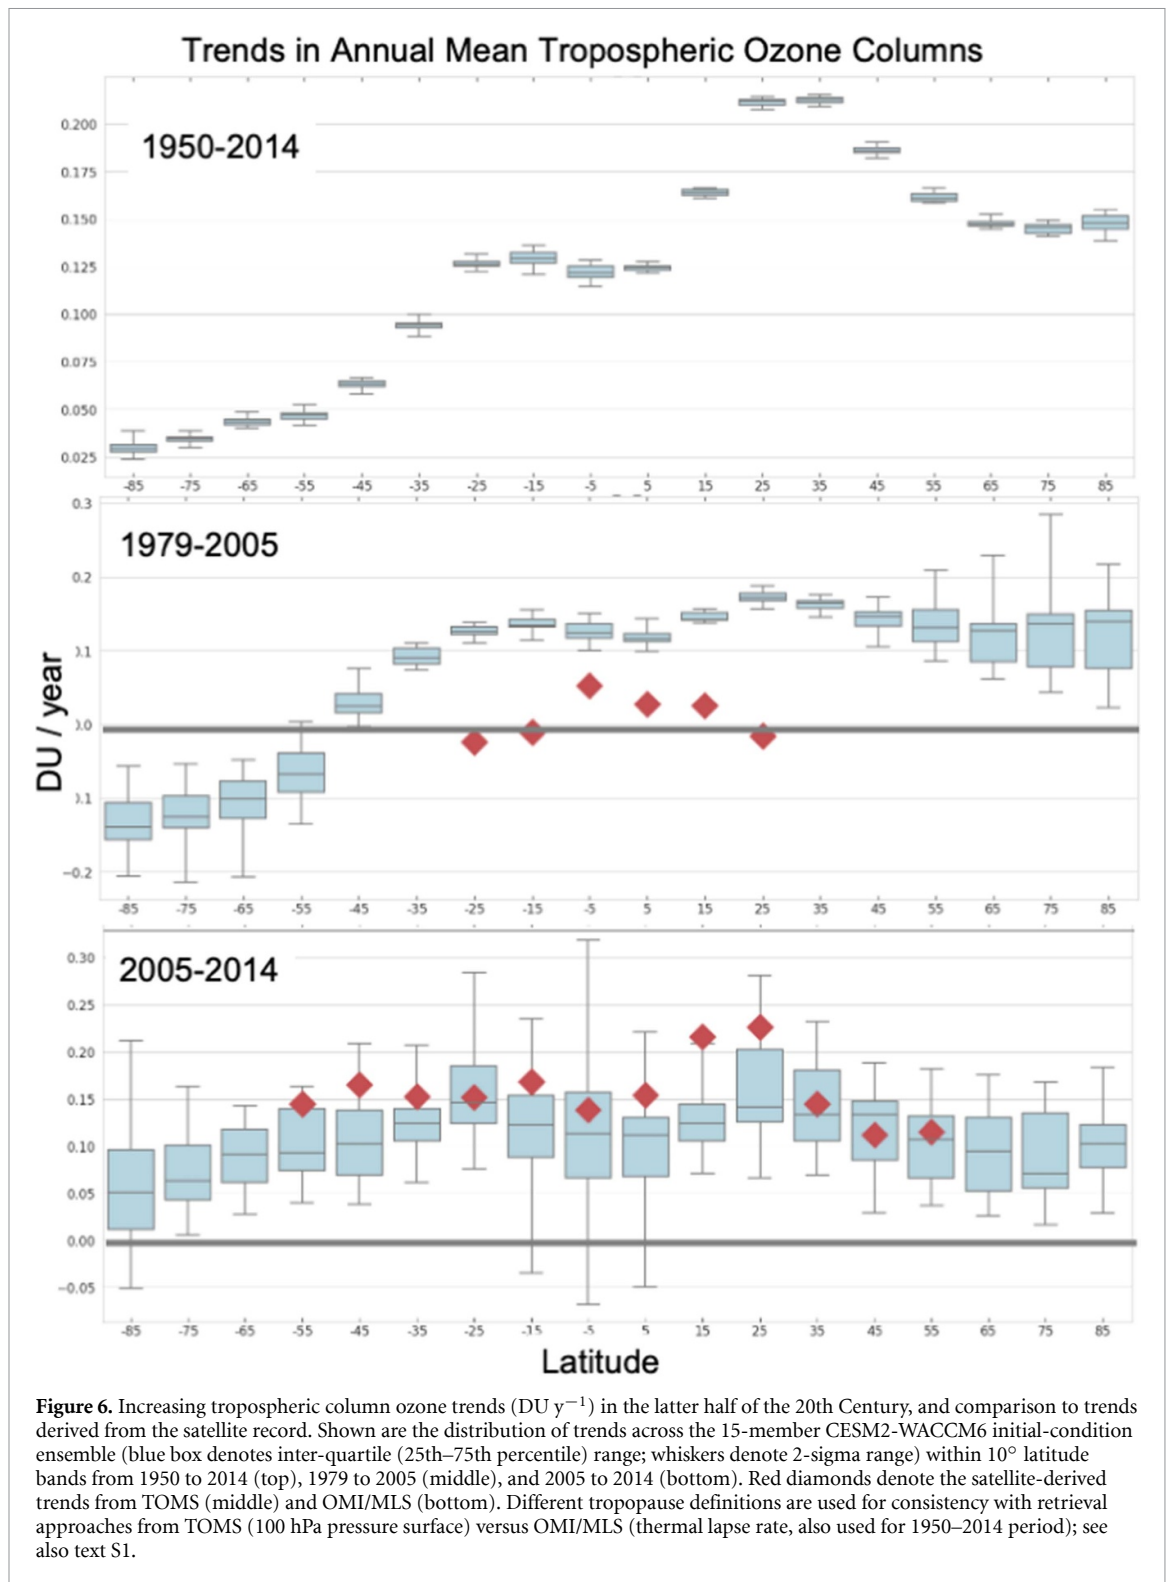 Trends in Annual Mean Tropospheric Ozone Columns
1950-2014
0.200
0.175
0.150
0.125
0.100
0.075
0.050
0.025
-85 -75 -65 -55 -45 -35 -25 -15 -5 5 15 25 35 45 55 65 75 85
1979-2005
0.3
0.2
0.1
0.0
0.1
−0.2
-85 -75 -65 -55 -45 -35 -25 -15 -5 5 15 25 35 45 55 65 75 85
DU / year
2005-2014
0.30
0.25
0.20
0.15
0.10
0.05
0.00
−0.05
-85 -75 -65 -55 -45 -35 -25 -15 -5 5 15 25 35 45 55 65 75 85
Latitude
Figure 6. Increasing tropospheric column ozone trends (DU y⁻¹) in the latter half of the 20th Century, and comparison to trends
derived from the satellite record. Shown are the distribution of trends across the 15-member CESM2-WACCM6 initial-condition
ensemble (blue box denotes inter-quartile (25th–75th percentile) range; whiskers denote 2-sigma range) within 10° latitude
bands from 1950 to 2014 (top), 1979 to 2005 (middle), and 2005 to 2014 (bottom). Red diamonds denote the satellite-derived
trends from TOMS (middle) and OMI/MLS (bottom). Different tropopause definitions are used for consistency with retrieval
approaches from TOMS (100 hPa pressure surface) versus OMI/MLS (thermal lapse rate, also used for 1950–2014 period); see
also text S1.